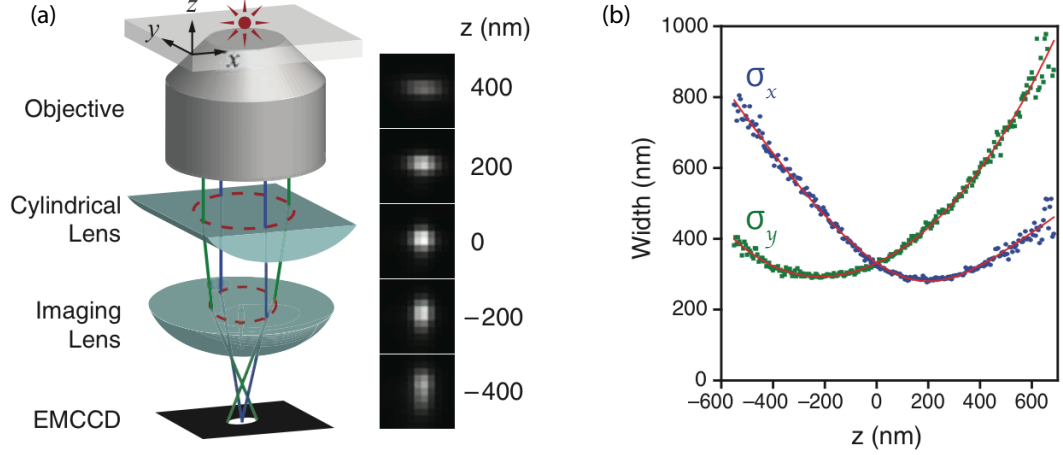 (a)
z
y
x
Objective
Cylindrical
Lens
Imaging
Lens
EMCCD
z (nm)
400
200
0
−200
−400
(b)
1000
800
600
400
200
0
Width (nm)
σx
σy
−600 −400 −200 0 200 400 600
z (nm)